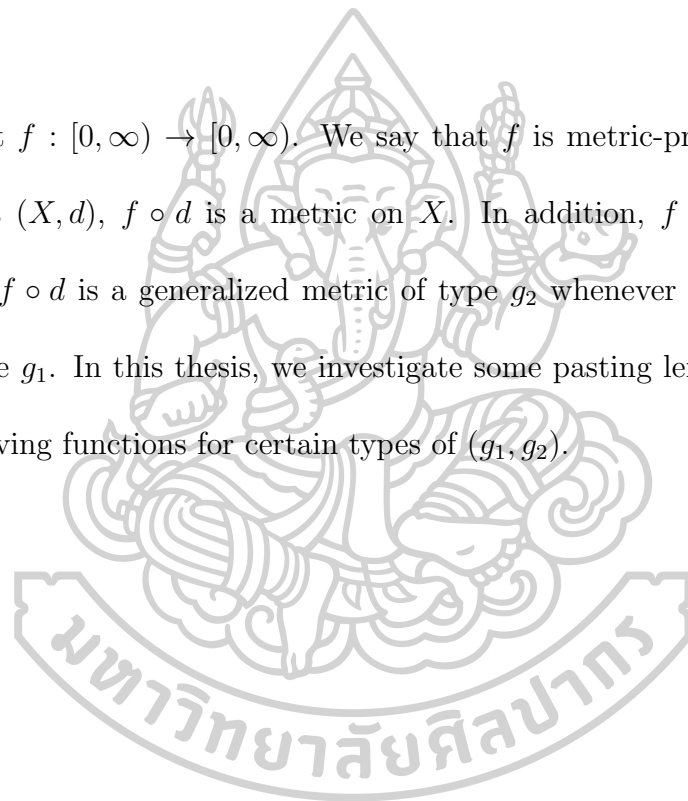 f : [0, ∞) → [0, ∞). We say that f is metric-pr
(X, d), f ∘ d is a metric on X. In addition, f
f ∘ d is a generalized metric of type g₂ whenever
g₁. In this thesis, we investigate some pasting
ving functions for certain types of (g₁, g₂).
มหาวิทยาลัยศิลปากร